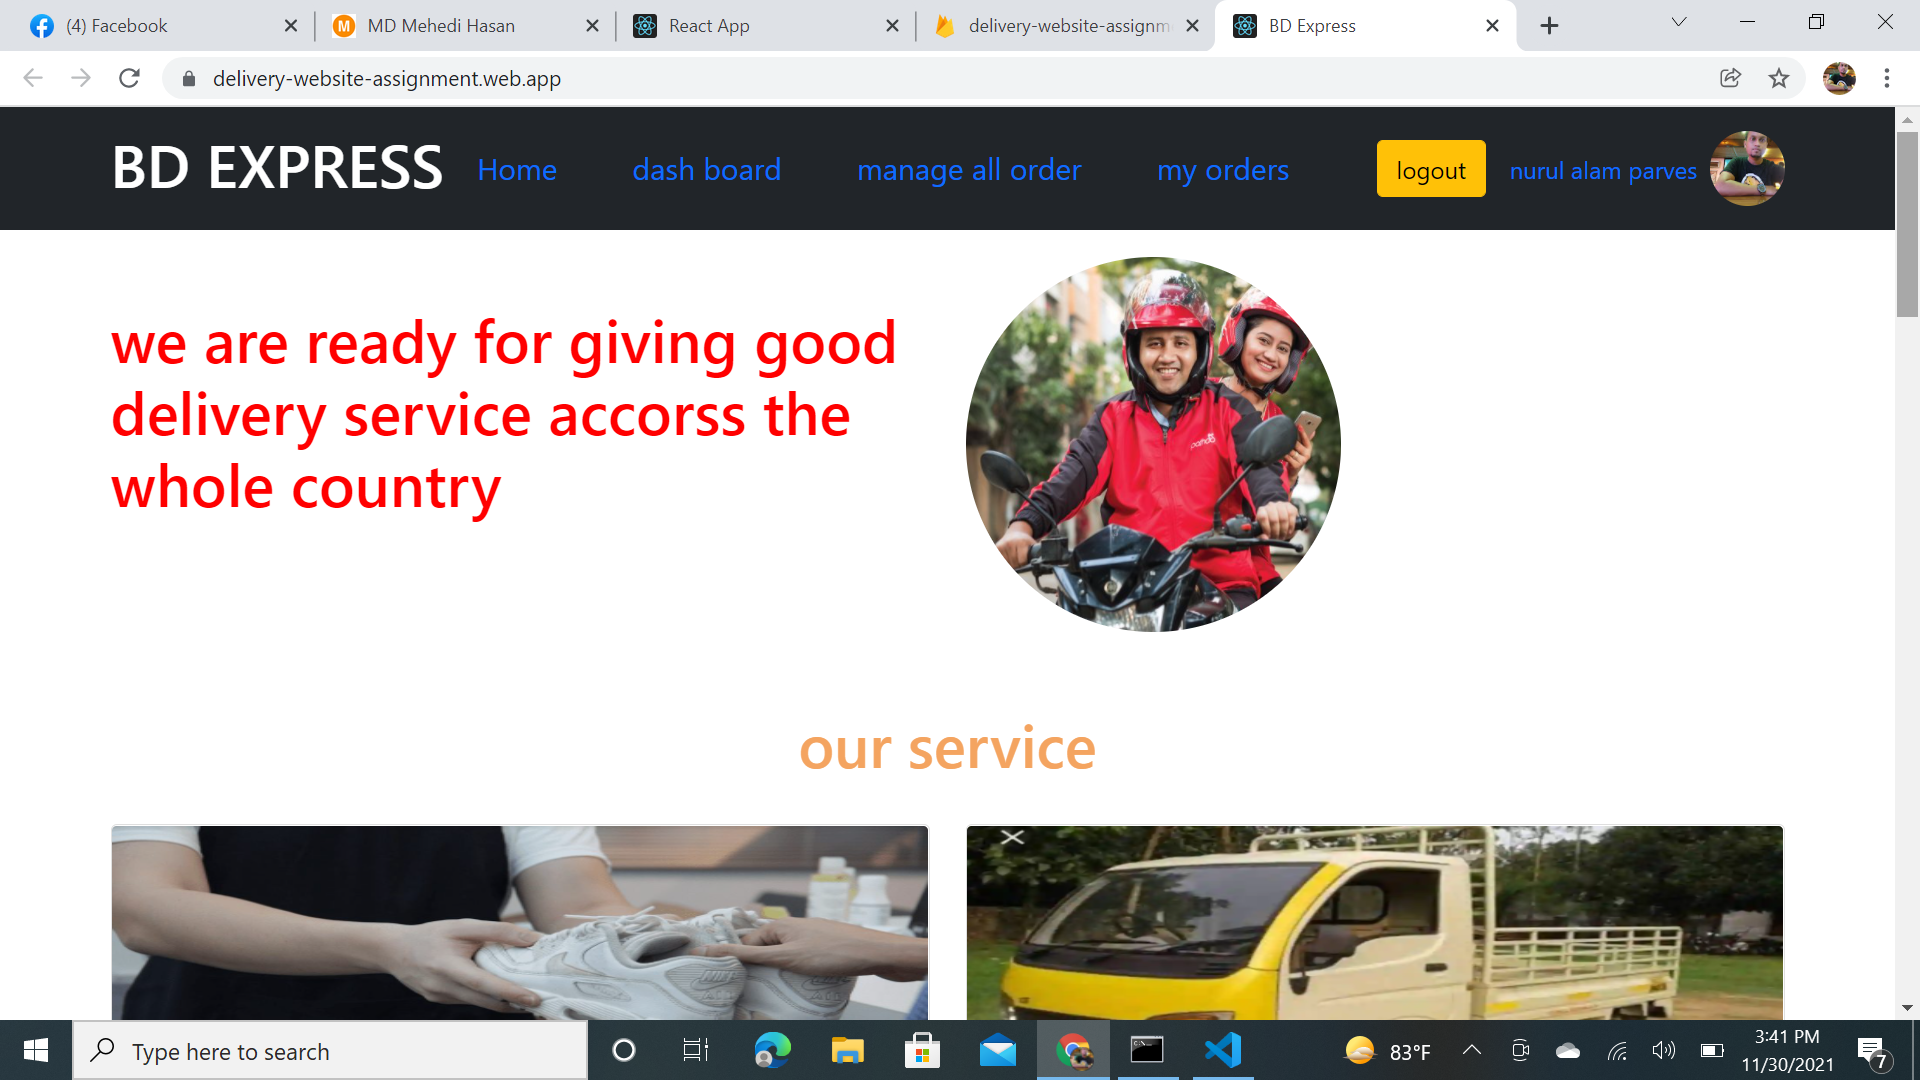 (4) Facebook
MD Mehedi Hasan
React App
delivery-website-assignm
BD Express
delivery-website-assignment.web.app
BD EXPRESS
Home
dash board
manage all order
my orders
logout
nurul alam parves
we are ready for giving good
delivery service accorss the
whole country
pathao
our service
Type here to search
83°F
3:41 PM
11/30/2021
7